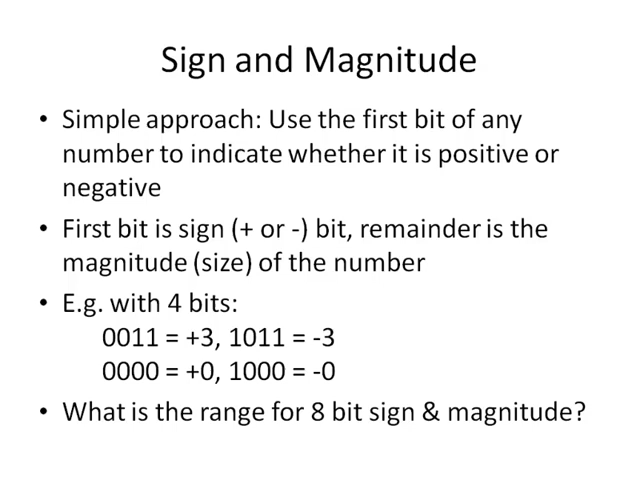 Sign and Magnitude
• Simple approach: Use the first bit of any
number to indicate whether it is positive or
negative
• First bit is sign (+ or -) bit, remainder is the
magnitude (size) of the number
• E.g. with 4 bits:
0011 = +3, 1011 = -3
0000 = +0, 1000 = -0
• What is the range for 8 bit sign & magnitude?